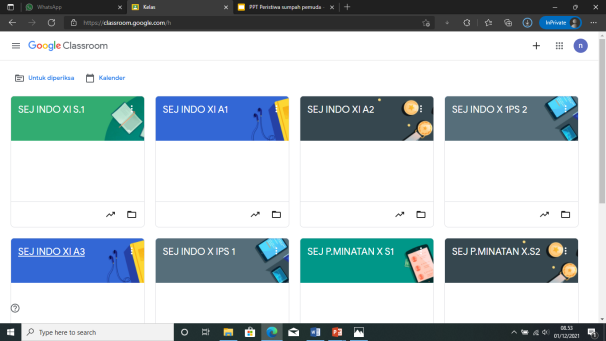 WhatsApp
Kelas
PPT Peristiwa sumpah pemuda -
https://classroom.google.com/h
InPrivate
Google Classroom
n
Untuk diperiksa
Kalender
SEJ INDO XI S.1
SEJ INDO XI A1
SEJ INDO XI A2
SEJ INDO X 1PS 2
SEJ INDO XI A3
SEJ INDO X IPS 1
SEJ P.MINATAN X S1
SEJ P.MINATAN X.S2
Type here to search
08.53
01/12/2021